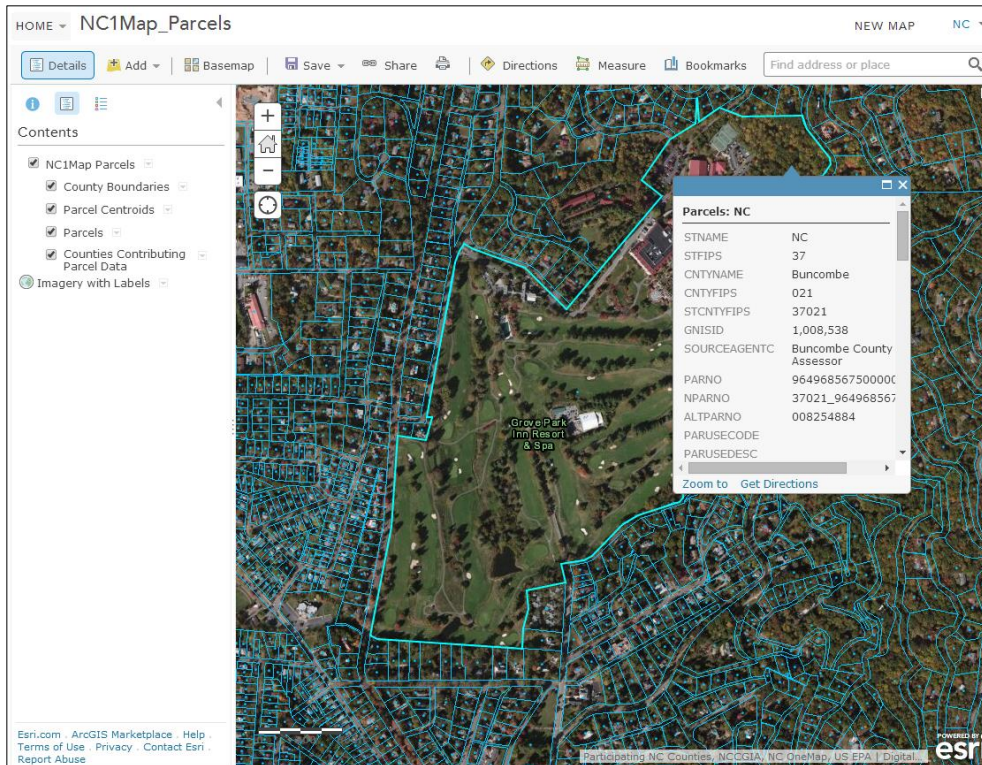 HOME NC1Map_Parcels NEW MAP NC
Details Add Basemap Save Share Directions Measure Bookmarks Find address or place
Contents
NC1Map Parcels
County Boundaries
Parcel Centroids
Parcels
Counties Contributing
Parcel Data
Imagery with Labels
+
−
Grove Park
Inn Resort
& Spa
Parcels: NC
STNAME NC
STFIPS 37
CNTYNAME Buncombe
CNTYFIPS 021
STCNTYFIPS 37021
GNISID 1,008,538
SOURCEAGENTC Buncombe County
Assessor
PARNO 964968567500000
NPARNO 37021_964968567
ALTPARNO 008254884
PARUSECODE
PARUSEDESC
Zoom to Get Directions
Esri.com . ArcGIS Marketplace . Help .
Terms of Use . Privacy . Contact Esri .
Report Abuse
Participating NC Counties, NCCGIA, NC OneMap, US EPA | Digital...
POWERED BY
esri